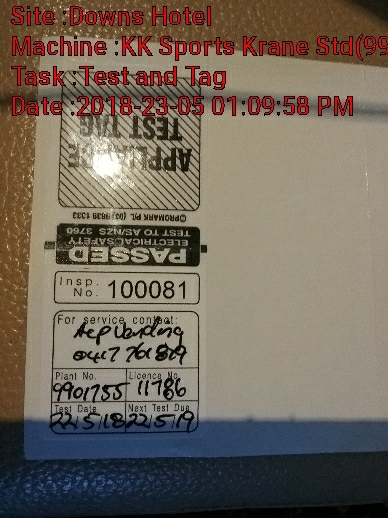 Site :Downs Hotel
Machine :KK Sports Krane Std(99
Task :Test and Tag
Date :2018-23-05 01:09:58 PM
APPLIANCE
TEST TAG
©PROMARK P/L (03) 9839 1332
PASSED
ELECTRICAL SAFETY
TEST TO AS/NZS 3760
Insp. No. 100081
For service contact:
Ace Vending
0417 761 819
Plant No. Licence No.
9901755 11786
Test Date Next Test Due
22/5/18 22/5/19